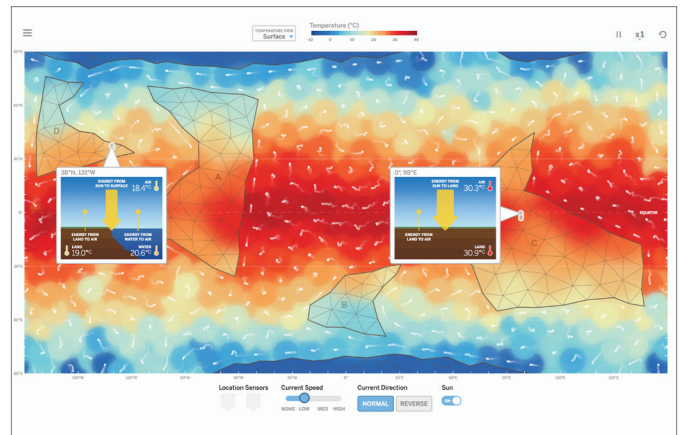 TEMPERATURE VIEW
Surface
Temperature (°C)
-10 0 10 20 30 40
x1
D
A
B
C
38°N, 133°W
ENERGY FROM
SUN TO SURFACE
AIR
18.4°C
ENERGY FROM
LAND TO AIR
ENERGY FROM
WATER TO AIR
LAND
19.0°C
WATER
20.6°C
0°, 98°E
ENERGY FROM
SUN TO LAND
AIR
30.3°C
ENERGY FROM
LAND TO AIR
LAND
30.9°C
EQUATOR
Location Sensors
Current Speed
NONE LOW MED HIGH
Current Direction
NORMAL
REVERSE
Sun
ON